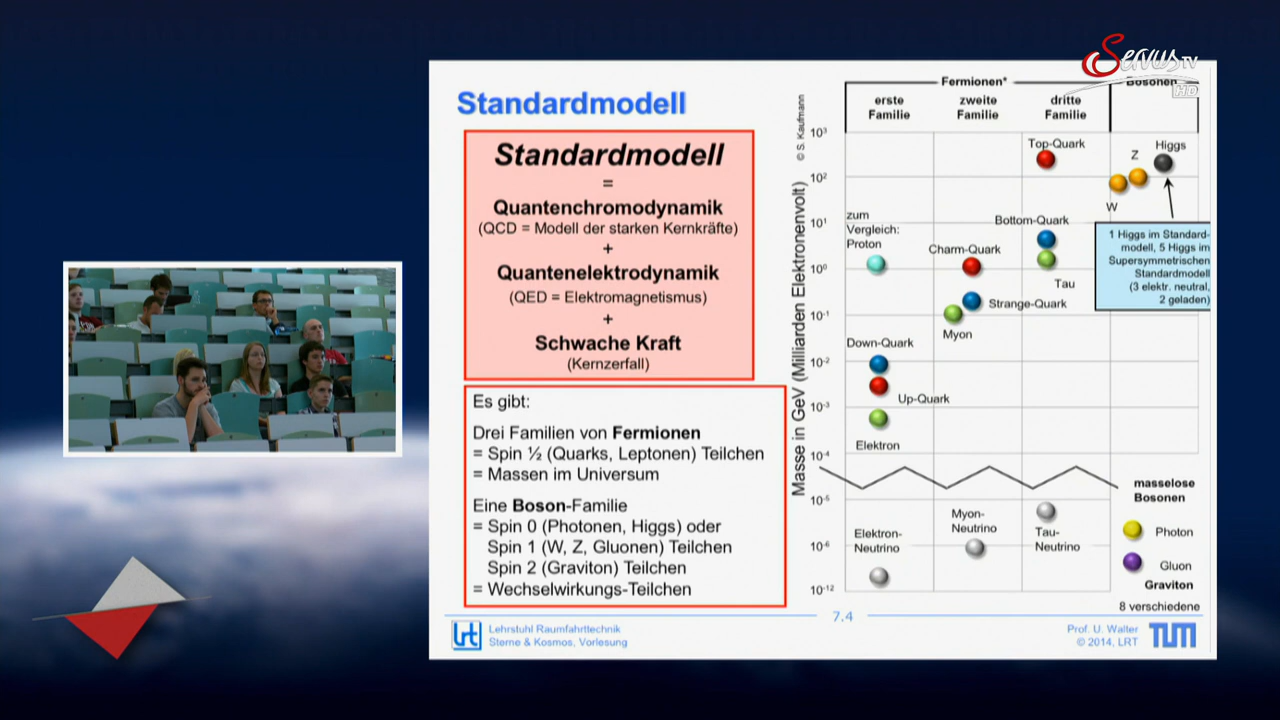 Servus TV
HD
Standardmodell
Standardmodell
=
Quantenchromodynamik
(QCD = Modell der starken Kernkräfte)
+
Quantenelektrodynamik
(QED = Elektromagnetismus)
+
Schwache Kraft
(Kernzerfall)
Es gibt:
Drei Familien von Fermionen
= Spin ½ (Quarks, Leptonen) Teilchen
= Massen im Universum
Eine Boson-Familie
= Spin 0 (Photonen, Higgs) oder
Spin 1 (W, Z, Gluonen) Teilchen
Spin 2 (Graviton) Teilchen
= Wechselwirkungs-Teilchen
Fermionen*
Bosonen
erste
Familie
zweite
Familie
dritte
Familie
© S. Kaufmann
Masse in GeV (Milliarden Elektronenvolt)
10³
10²
10¹
10⁰
10⁻¹
10⁻²
10⁻³
10⁻⁴
10⁻⁵
10⁻⁶
10⁻¹²
Top-Quark
Z
Higgs
W
zum
Vergleich:
Proton
Bottom-Quark
Charm-Quark
Tau
1 Higgs im Standard-
modell, 5 Higgs im
Supersymmetrischen
Standardmodell
(3 elektr. neutral,
2 geladen)
Strange-Quark
Myon
Down-Quark
Up-Quark
Elektron
masselose
Bosonen
Elektron-
Neutrino
Myon-
Neutrino
Tau-
Neutrino
Photon
Gluon
Graviton
8 verschiedene
7.4
lrt
Lehrstuhl Raumfahrttechnik
Sterne & Kosmos, Vorlesung
Prof. U. Walter
© 2014, LRT
TUM